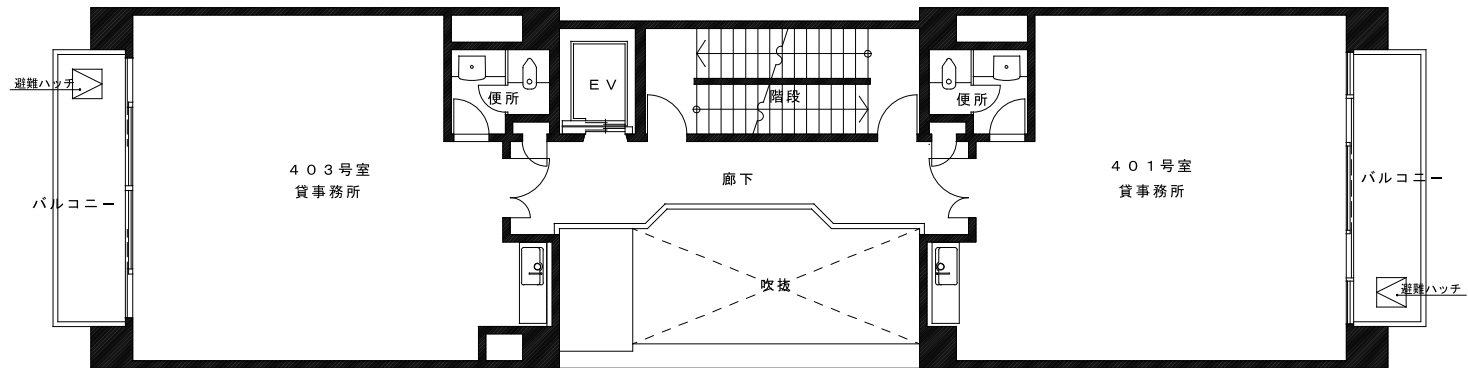 避難ハッチ
バルコニー
４０３号室
貸事務所
便所
ＥＶ
階段
廊下
吹抜
便所
４０１号室
貸事務所
バルコニー
避難ハッチ